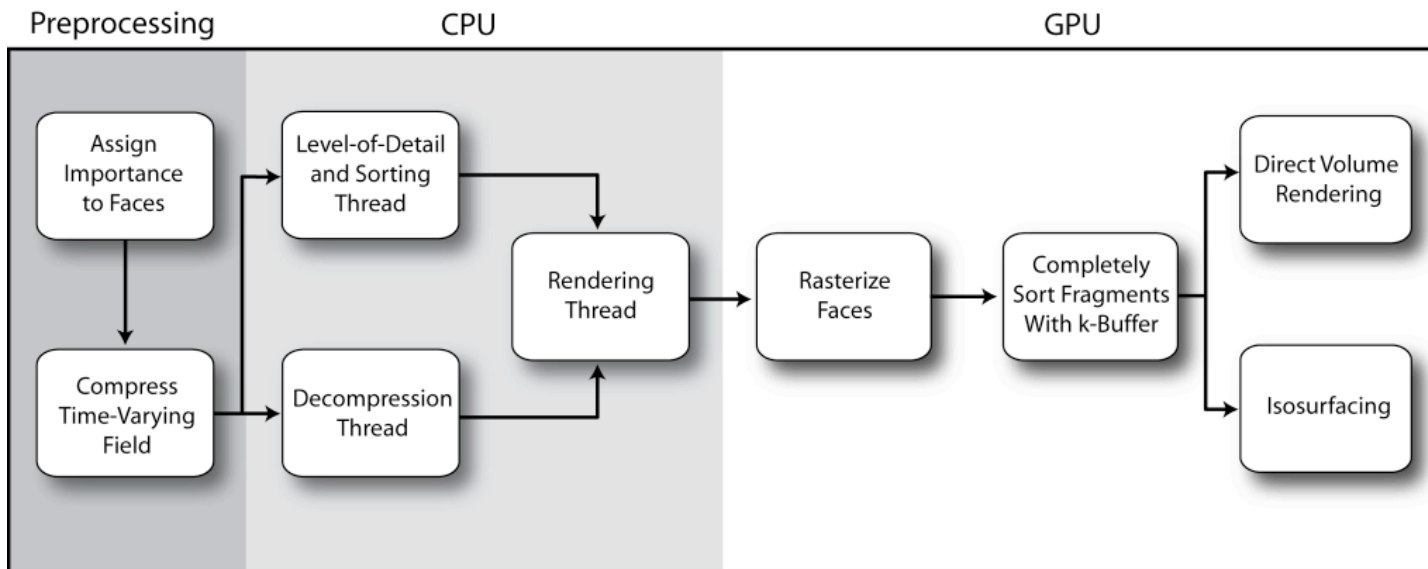 Preprocessing
CPU
GPU
Assign
Importance
to Faces
Compress
Time-Varying
Field
Level-of-Detail
and Sorting
Thread
Decompression
Thread
Rendering
Thread
Rasterize
Faces
Completely
Sort Fragments
With k-Buffer
Direct Volume
Rendering
Isosurfacing